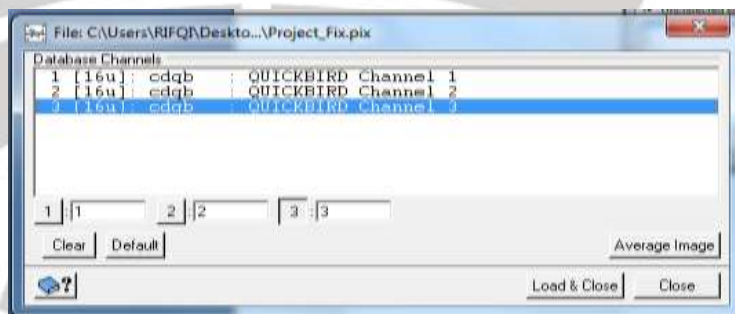 File: C:\Users\RIFQI\Deskto...\Project_Fix.pix
Database Channels
1 [16u]: cdqb : QUICKBIRD Channel 1
2 [16u]: cdqb : QUICKBIRD Channel 2
3 [16u]: cdqb : QUICKBIRD Channel 3
1 :1 2 :2 3 :3
Clear Default Average Image
? Load & Close Close